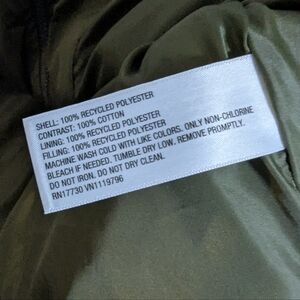 SHELL: 100% RECYCLED POLYESTER
CONTRAST: 100% COTTON
LINING: 100% RECYCLED POLYESTER
FILLING: 100% RECYCLED POLYESTER
MACHINE WASH COLD WITH LIKE COLORS. ONLY NON-CHLORINE
BLEACH IF NEEDED. TUMBLE DRY LOW. REMOVE PROMPTLY.
DO NOT IRON. DO NOT DRY CLEAN.
RN17730 VN1119796